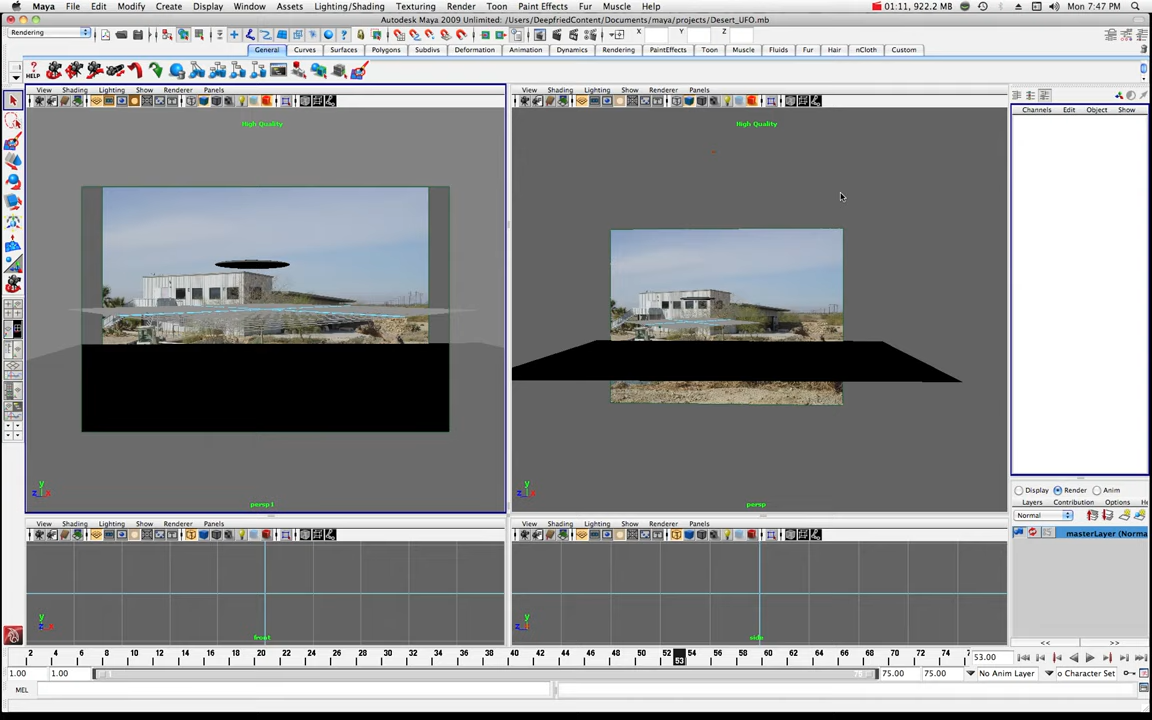 Maya File Edit Modify Create Display Window Assets Lighting/Shading Texturing Render Toon Paint Effects Fur Muscle Help 01:11, 922.2 MB Mon 7:47 PM
Autodesk Maya 2009 Unlimited: /Users/DeepfriedContent/Documents/maya/projects/Desert_UFO.mb
Rendering X Y Z
General Curves Surfaces Polygons Subdivs Deformation Animation Dynamics Rendering PaintEffects Toon Muscle Fluids Fur Hair nCloth Custom
HELP
View Shading Lighting Show Renderer Panels
View Shading Lighting Show Renderer Panels
High Quality
High Quality
Channels Edit Object Show
persp1
persp
Display Render Anim
Layers Contribution Options He
Normal
masterLayer (Norma
View Shading Lighting Show Renderer Panels
View Shading Lighting Show Renderer Panels
front
side
<< >>
2 4 6 8 10 12 14 16 18 20 22 24 26 28 30 32 34 36 38 40 42 44 46 48 50 52 54 56 58 60 62 64 66 68 70 72 74
53
53.00
1.00 1.00 1 75.00 75.00 No Anim Layer o Character Set
MEL